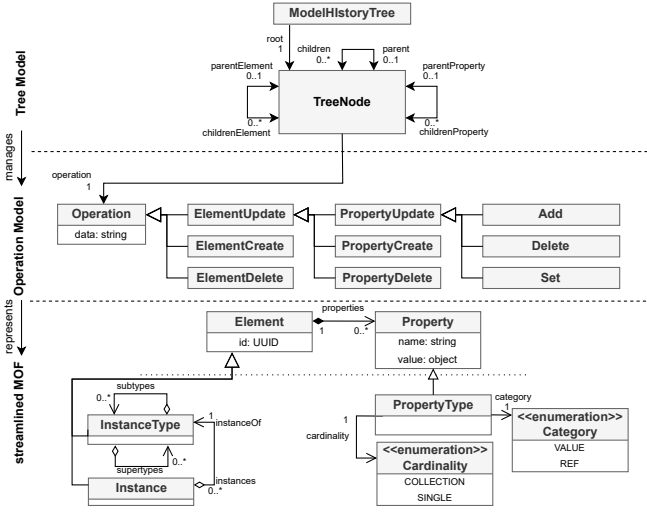 ModelHIstoryTree
root
1
children
0..*
parent
0..1
parentElement
0..1
parentProperty
0..1
TreeNode
0..*
childrenElement
0..*
childrenProperty
Tree Model
manages
operation
1
Operation
data: string
ElementUpdate
PropertyUpdate
Add
ElementCreate
PropertyCreate
Delete
ElementDelete
PropertyDelete
Set
Operation Model
represents
Element
id: UUID
properties
1
0..*
Property
name: string
value: object
streamlined MOF
subtypes
0..*
InstanceType
1
instanceOf
supertypes
0..*
Instance
instances
0..*
PropertyType
category
1
1
cardinality
<<enumeration>>
Category
VALUE
REF
<<enumeration>>
Cardinality
COLLECTION
SINGLE